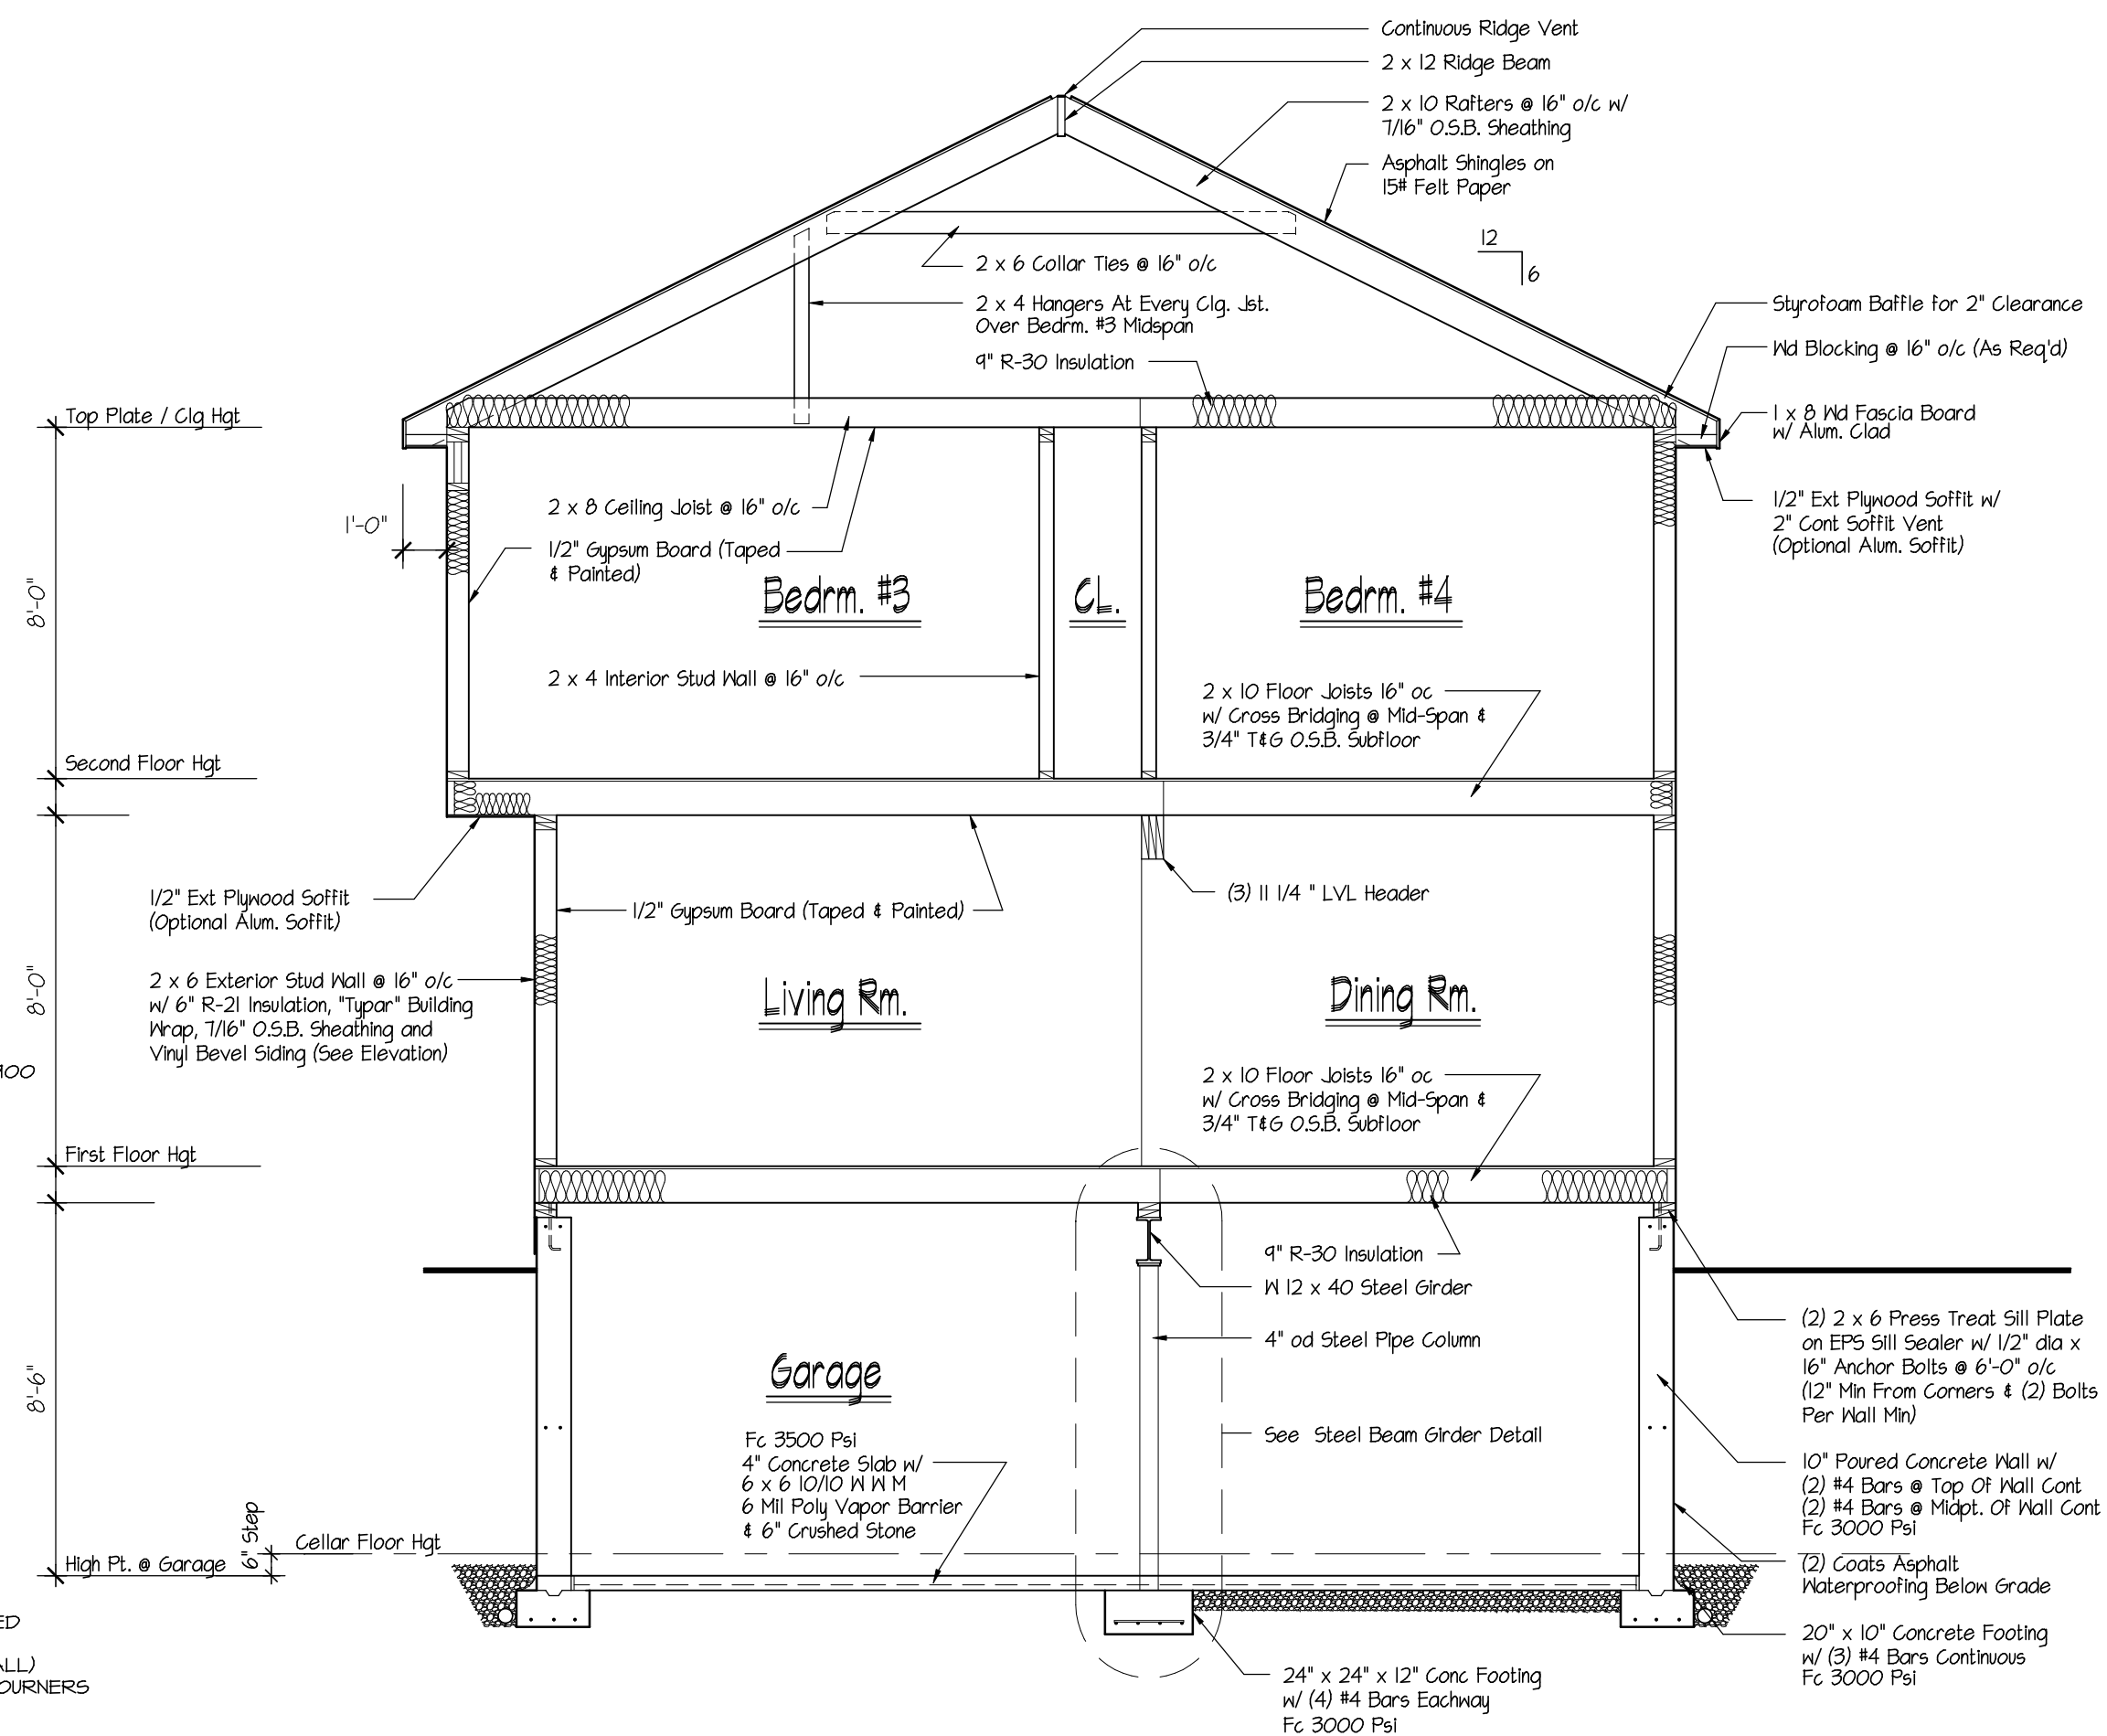 Continuous Ridge Vent
2 x 12 Ridge Beam
2 x 10 Rafters @ 16" o/c w/
7/16" O.S.B. Sheathing
Asphalt Shingles on
15# Felt Paper
12
6
2 x 6 Collar Ties @ 16" o/c
2 x 4 Hangers At Every Clg. Jst.
Over Bedrm. #3 Midspan
9" R-30 Insulation
Styrofoam Baffle for 2" Clearance
Wd Blocking @ 16" o/c (As Req'd)
1 x 8 Wd Fascia Board
w/ Alum. Clad
1/2" Ext Plywood Soffit w/
2" Cont Soffit Vent
(Optional Alum. Soffit)
Top Plate / Clg Hgt
1'-0"
8'-0"
2 x 8 Ceiling Joist @ 16" o/c
1/2" Gypsum Board (Taped
& Painted)
Bedrm. #3
CL.
Bedrm. #4
2 x 4 Interior Stud Wall @ 16" o/c
2 x 10 Floor Joists 16" oc
w/ Cross Bridging @ Mid-Span &
3/4" T&G O.S.B. Subfloor
Second Floor Hgt
1/2" Ext Plywood Soffit
(Optional Alum. Soffit)
1/2" Gypsum Board (Taped & Painted)
(3) 11 1/4 " LVL Header
8'-0"
2 x 6 Exterior Stud Wall @ 16" o/c
w/ 6" R-21 Insulation, "Typar" Building
Wrap, 7/16" O.S.B. Sheathing and
Vinyl Bevel Siding (See Elevation)
Living Rm.
Dining Rm.
900
2 x 10 Floor Joists 16" oc
w/ Cross Bridging @ Mid-Span &
3/4" T&G O.S.B. Subfloor
First Floor Hgt
9" R-30 Insulation
W 12 x 40 Steel Girder
4" od Steel Pipe Column
8'-6"
Garage
See Steel Beam Girder Detail
Fc 3500 Psi
4" Concrete Slab w/
6 x 6 10/10 W W M
6 Mil Poly Vapor Barrier
& 6" Crushed Stone
(2) 2 x 6 Press Treat Sill Plate
on EPS Sill Sealer w/ 1/2" dia x
16" Anchor Bolts @ 6'-0" o/c
(12" Min From Corners & (2) Bolts
Per Wall Min)
10" Poured Concrete Wall w/
(2) #4 Bars @ Top Of Wall Cont
(2) #4 Bars @ Midpt. Of Wall Cont
Fc 3000 Psi
(2) Coats Asphalt
Waterproofing Below Grade
6" Step
Cellar Floor Hgt
High Pt. @ Garage
20" x 10" Concrete Footing
w/ (3) #4 Bars Continuous
Fc 3000 Psi
24" x 24" x 12" Conc Footing
w/ (4) #4 Bars Eachway
Fc 3000 Psi
ED
ALL)
OURNERS